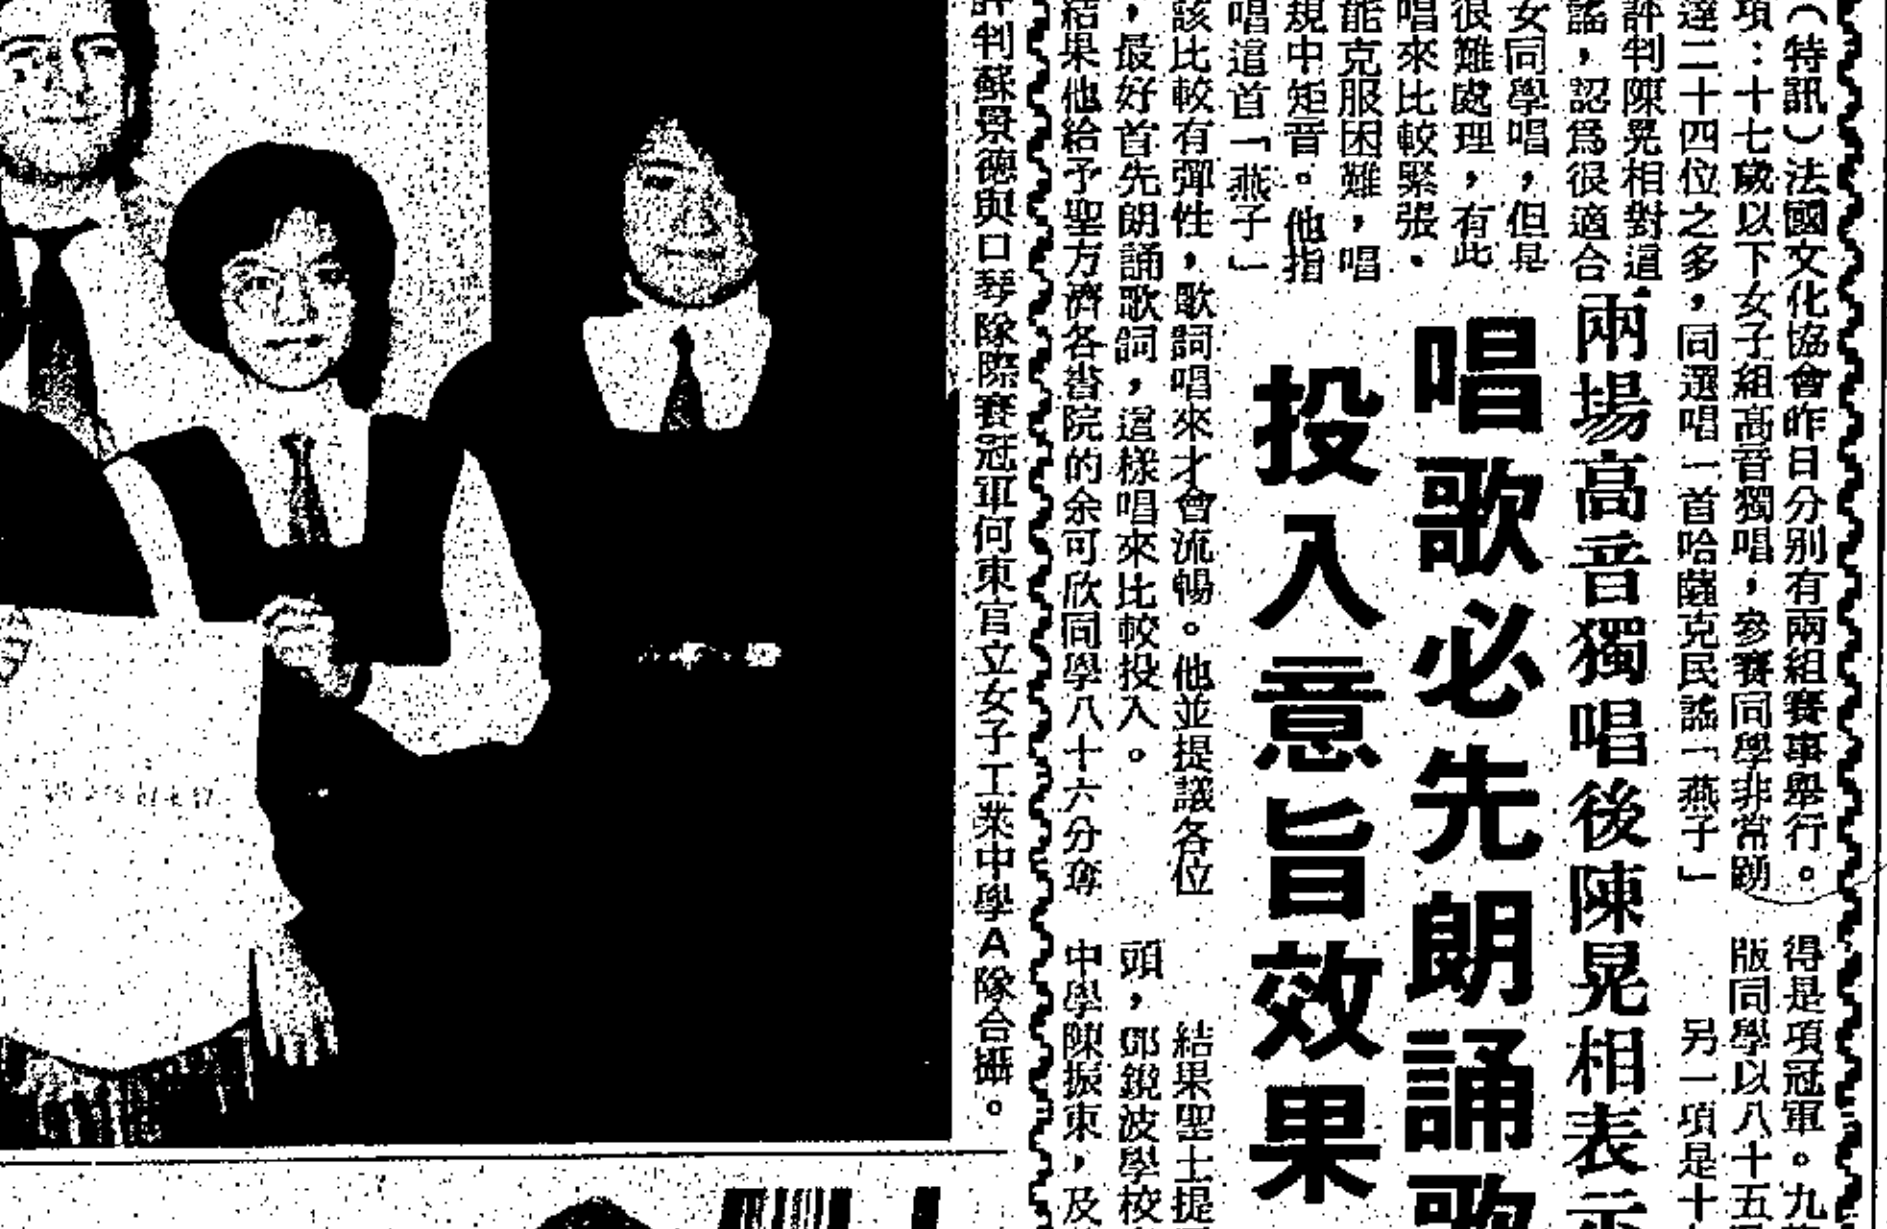 （特訊）法國文化協會昨日分別有兩組賽事舉行。
項：十七歲以下女子組高音獨唱，參賽同學非常踴
達二十四位之多，同選唱一首哈薩克民謠「燕子」
評判陳晃相對這
謠，認爲很適合
女同學唱，但是
很難處理，有些
唱來比較緊張，
能克服困難，唱
規中矩音。他指
唱這首「燕子」
該比較有彈性，歌詞唱來才會流暢。他並提議各位
，最好首先朗誦歌詞，這樣唱來比較投入。
結果他給予聖方濟各書院的余可欣同學八十六分奪
兩場高音獨唱後陳晃相表示
唱歌必先朗誦歌
投入意旨效果
得是項冠軍。九
版同學以八十五
另一項是十
結果聖士提
頭，鄧鏡波學校
中學陳振東，及
評判蘇景德與口琴隊際賽冠軍何東官立女子工業中學A隊合攝。